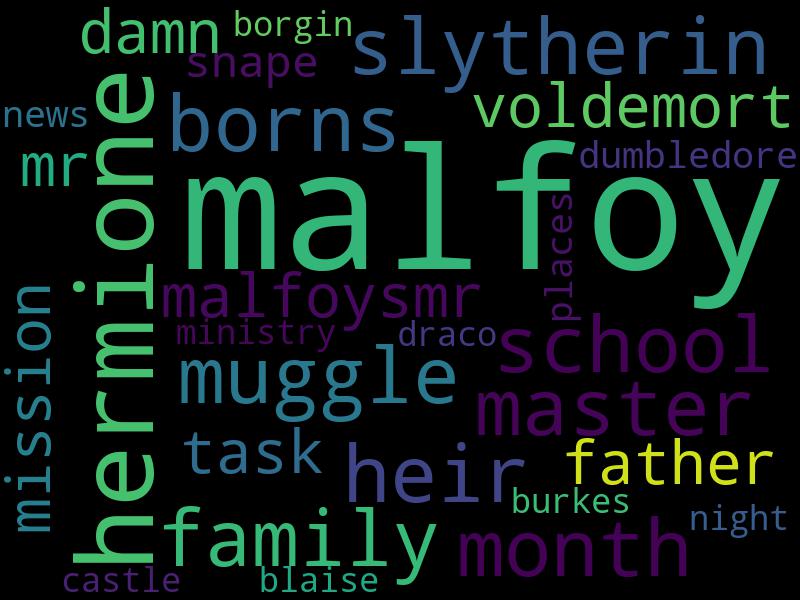 damn
borgin
slytherin
snape
news
borns
voldemort
mr
hermione
malfoy
dumbledore
places
malfoysmr
ministry
draco
school
mission
muggle
master
task
heir
father
burkes
family
month
night
castle
blaise